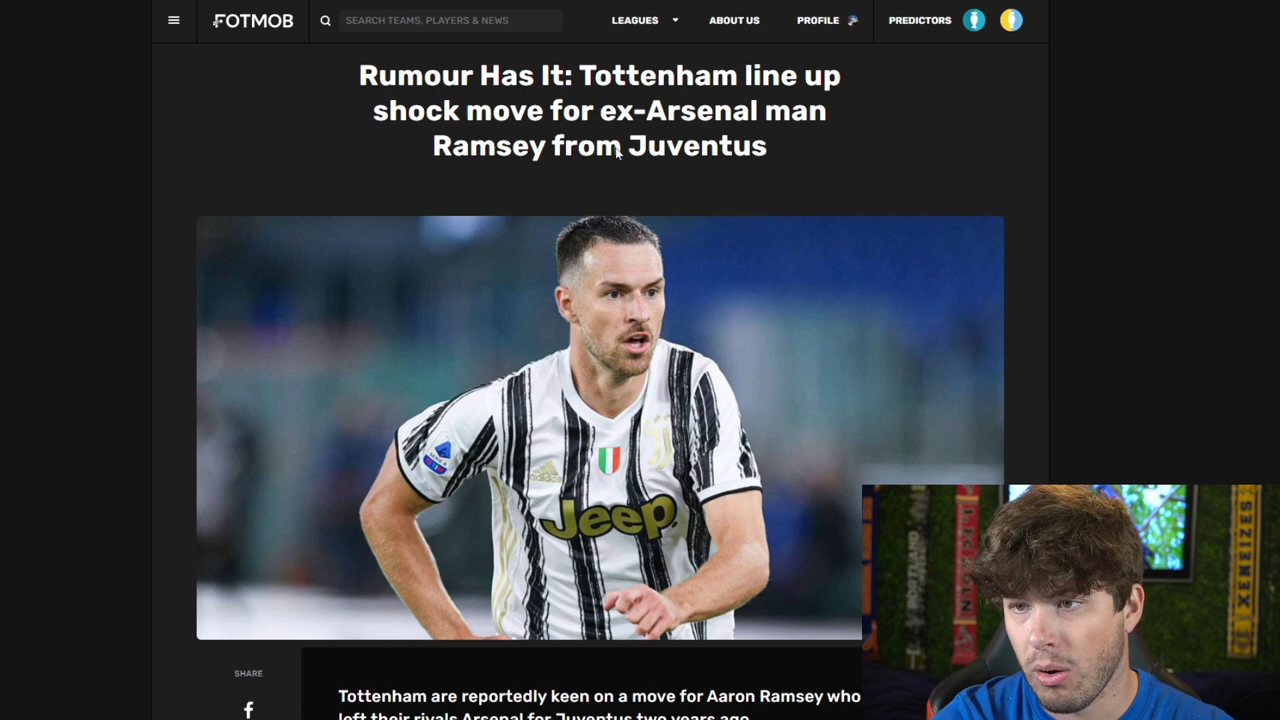 FOTMOB
SEARCH TEAMS, PLAYERS & NEWS
LEAGUES
ABOUT US
PROFILE
PREDICTORS
Rumour Has It: Tottenham line up
shock move for ex-Arsenal man
Ramsey from Juventus
Jeep
adidas
SHARE
Tottenham are reportedly keen on a move for Aaron Ramsey who
left their rivals Arsenal for Juventus two years ago
XENEIZES